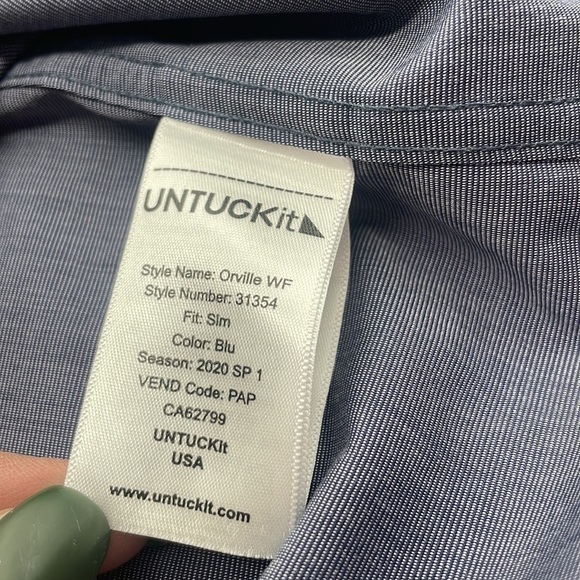 UNTUCKit
Style Name: Orville WF
Style Number: 31354
Fit: Slm
Color: Blu
Season: 2020 SP 1
VEND Code: PAP
CA62799
UNTUCKIt
USA
www.untuckit.com